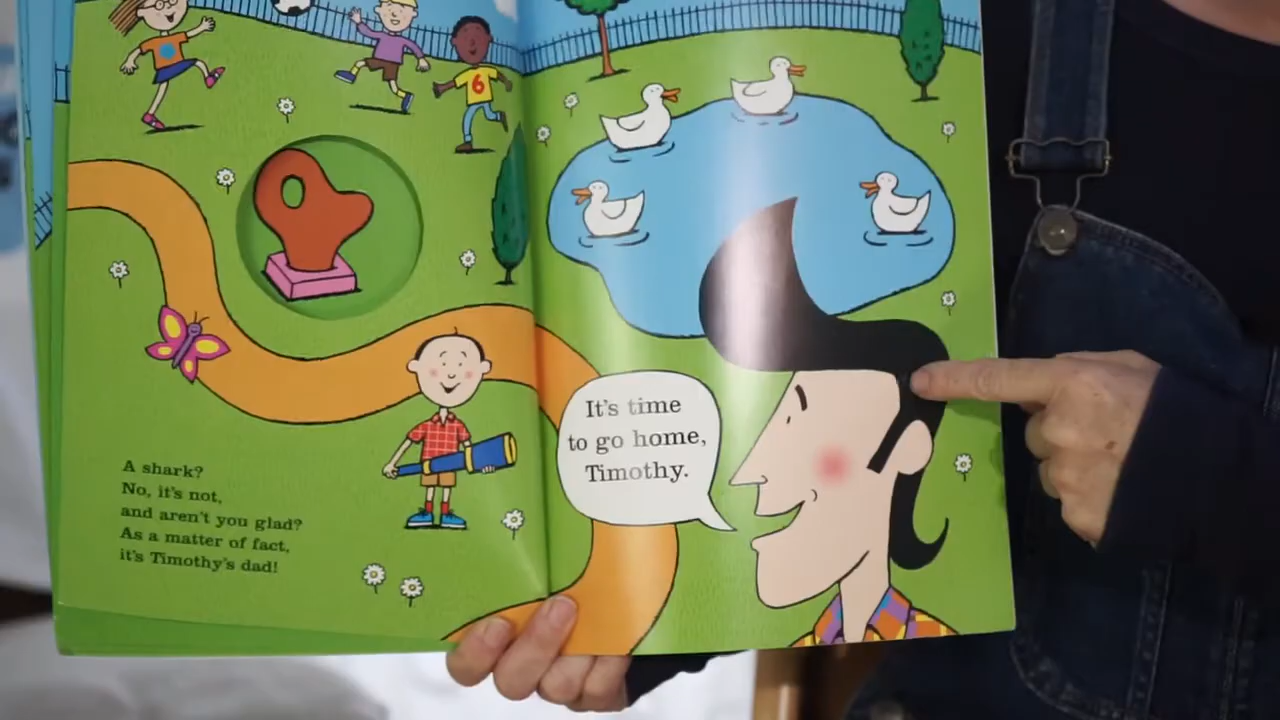 6
A shark?
No, it's not,
and aren't you glad?
As a matter of fact,
it's Timothy's dad!
It's time
to go home,
Timothy.